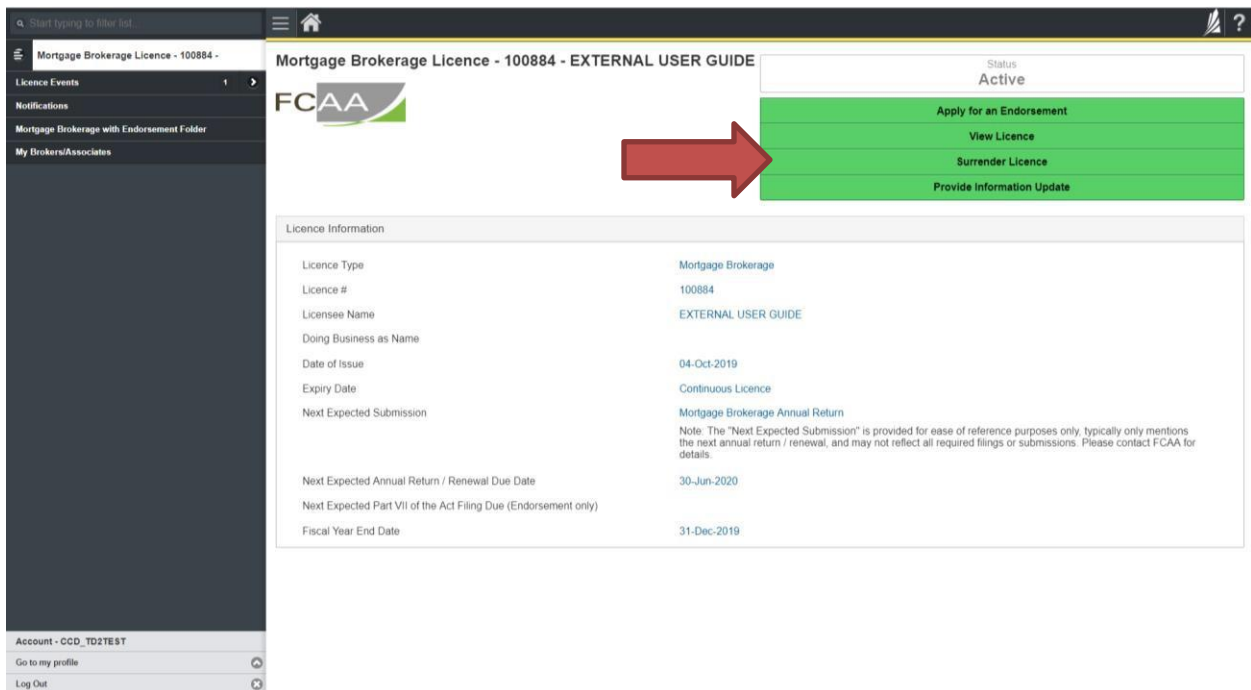 Start typing to filter list...
?
Mortgage Brokerage Licence - 100884 -
Licence Events 1
Notifications
Mortgage Brokerage with Endorsement Folder
My Brokers/Associates
Mortgage Brokerage Licence - 100884 - EXTERNAL USER GUIDE
FCAA
Status
Active
Apply for an Endorsement
View Licence
Surrender Licence
Provide Information Update
Licence Information
Licence Type Mortgage Brokerage
Licence # 100884
Licensee Name EXTERNAL USER GUIDE
Doing Business as Name
Date of Issue 04-Oct-2019
Expiry Date Continuous Licence
Next Expected Submission Mortgage Brokerage Annual Return
Note: The "Next Expected Submission" is provided for ease of reference purposes only, typically only mentions
the next annual return / renewal, and may not reflect all required filings or submissions. Please contact FCAA for
details.
Next Expected Annual Return / Renewal Due Date 30-Jun-2020
Next Expected Part VII of the Act Filing Due (Endorsement only)
Fiscal Year End Date 31-Dec-2019
Account - CCD_TD2TEST
Go to my profile
Log Out